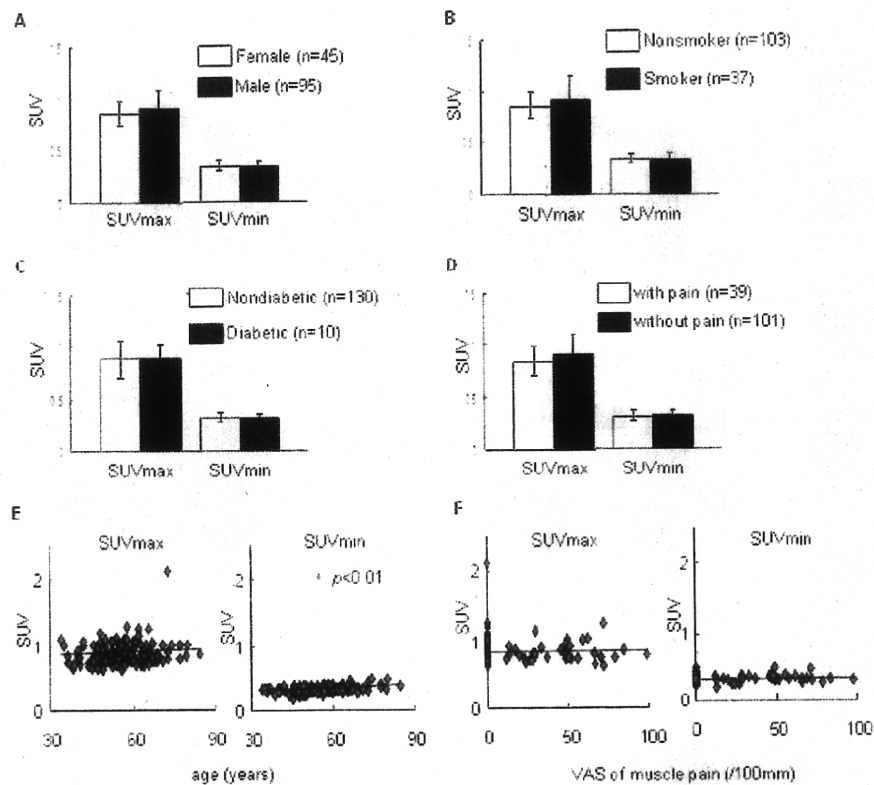 A
SUV
Female (n=45)
Male (n=95)
SUVmax SUVmin
B
SUV
Nonsmoker (n=103)
Smoker (n=37)
SUVmax SUVmin
C
SUV
0.5
Nondiabetic (n=130)
Diabetic (n=10)
SUVmax SUVmin
D
SUV
with pain (n=39)
without pain (n=101)
SUVmax SUVmin
E
SUVmax
SUV
2
1
0
30 60 90
SUVmin
p<0.01
SUV
2
1
0
30 60 90
age (years)
F
SUVmax
SUV
2
1
0
0 50 100
SUVmin
SUV
2
1
0
0 50 100
VAS of muscle pain (/100mm)